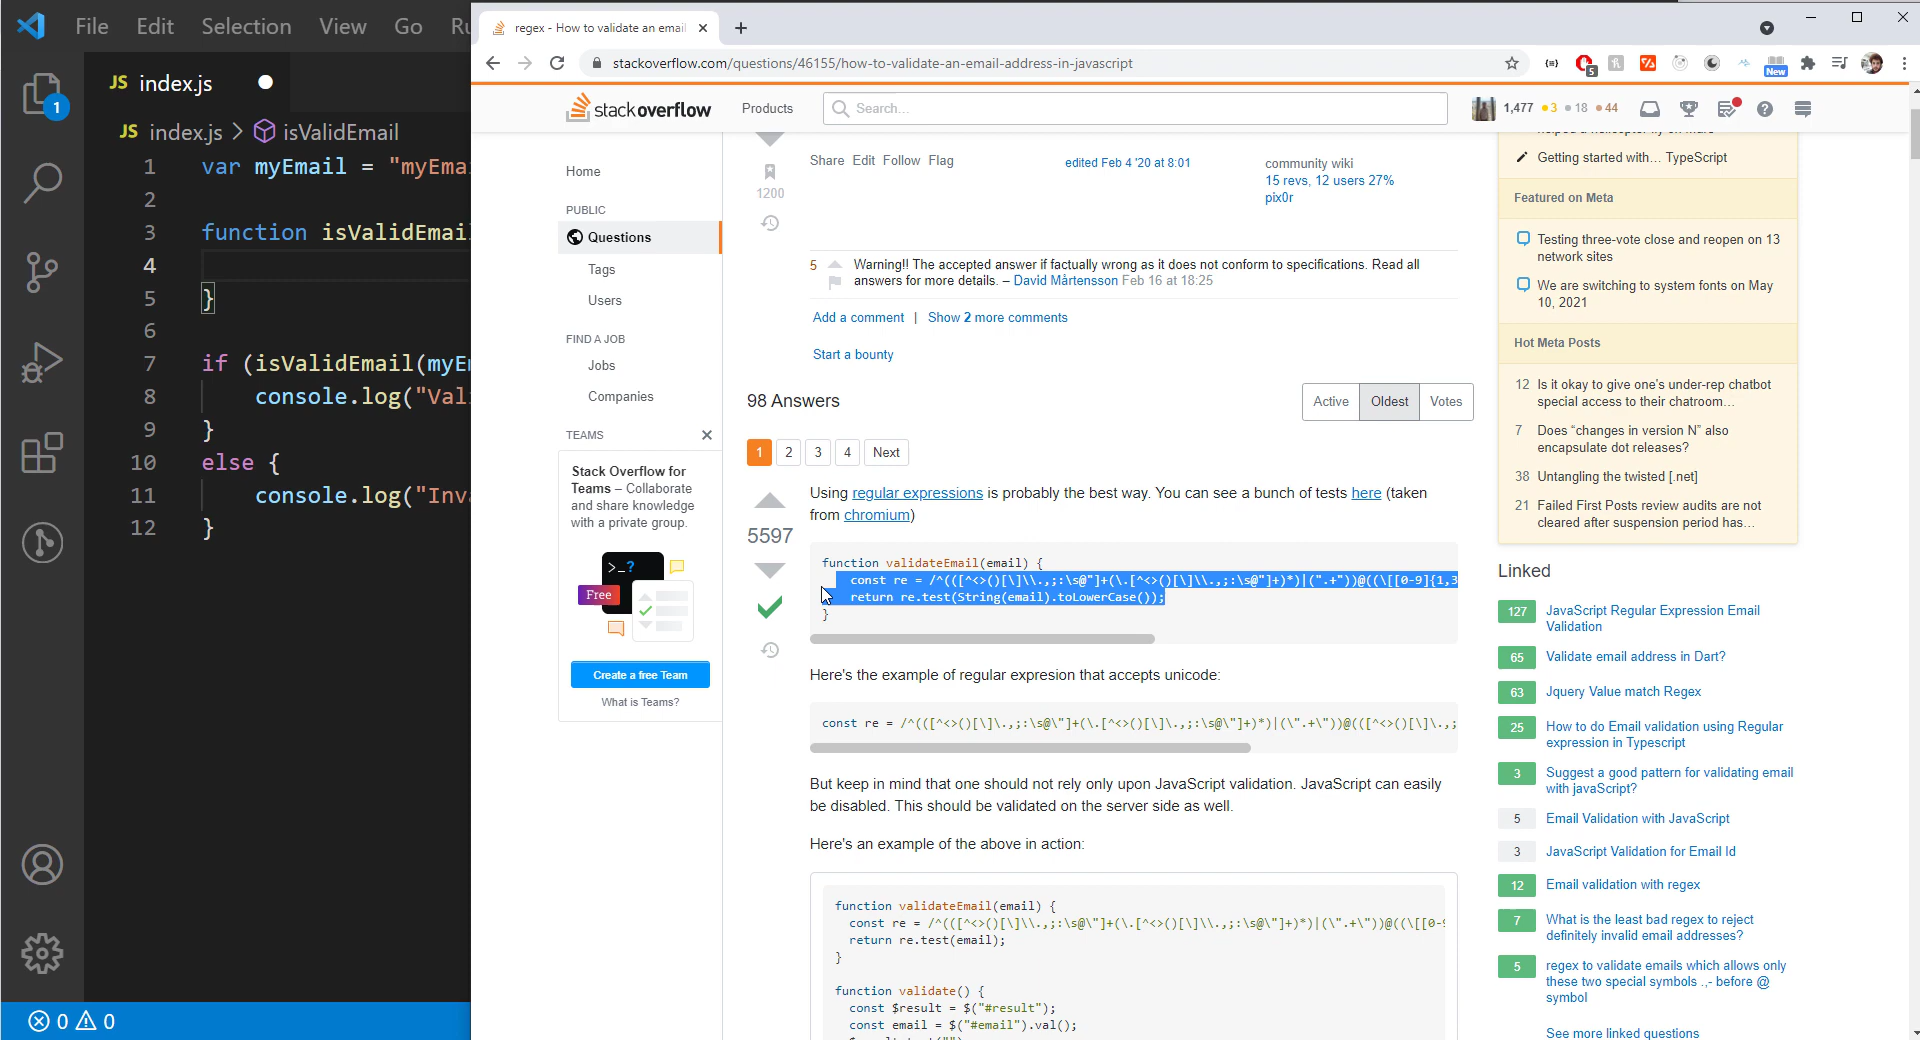 File Edit Selection View Go
JS index.js
1
JS index.js > isValidEmail
1 var myEmail = "myEma
2
3 function isValidEmail
4
5 }
6
7 if (isValidEmail(myE
8 console.log("Val
9 }
10 else {
11 console.log("Inva
12 }
0 0
regex - How to validate an email
stackoverflow.com/questions/46155/how-to-validate-an-email-address-in-javascript
5
New
stackoverflow Products Search... 1,477 3 18 44
Home
PUBLIC
Questions
Tags
Users
FIND A JOB
Jobs
Companies
TEAMS
Stack Overflow for
Teams – Collaborate
and share knowledge
with a private group.
>_?
Free
Create a free Team
What is Teams?
1200
Share Edit Follow Flag
edited Feb 4 '20 at 8:01
community wiki
15 revs, 12 users 27%
pix0r
5 Warning!! The accepted answer if factually wrong as it does not conform to specifications. Read all
answers for more details. – David Mårtensson Feb 16 at 18:25
Add a comment | Show 2 more comments
Start a bounty
98 Answers
Active Oldest Votes
1 2 3 4 Next
5597
Using regular expressions is probably the best way. You can see a bunch of tests here (taken
from chromium)
function validateEmail(email) {
const re = /^(([^<>()[\]\\.,;:\s@"]+(\.[^<>()[\]\\.,;:\s@"]+)*)|(".+"))@((\[[0-9]{1,3
return re.test(String(email).toLowerCase());
}
Here's the example of regular expresion that accepts unicode:
const re = /^(([^<>()[\]\.,;:\s@\"]+(\.[^<>()[\]\.,;:\s@\"]+)*)|(\".+\"))@(([^<>()[\]\.,;
But keep in mind that one should not rely only upon JavaScript validation. JavaScript can easily
be disabled. This should be validated on the server side as well.
Here's an example of the above in action:
function validateEmail(email) {
const re = /^(([^<>()[\]\\.,;:\s@\"]+(\.[^<>()[\]\\.,;:\s@\"]+)*)|(\".+\"))@((\[[0-9
return re.test(email);
}
function validate() {
const $result = $("#result");
const email = $("#email").val();
Getting started with… TypeScript
Featured on Meta
Testing three-vote close and reopen on 13
network sites
We are switching to system fonts on May
10, 2021
Hot Meta Posts
12 Is it okay to give one's under-rep chatbot
special access to their chatroom…
7 Does “changes in version N” also
encapsulate dot releases?
38 Untangling the twisted [.net]
21 Failed First Posts review audits are not
cleared after suspension period has…
Linked
127 JavaScript Regular Expression Email
Validation
65 Validate email address in Dart?
63 Jquery Value match Regex
25 How to do Email validation using Regular
expression in Typescript
3 Suggest a good pattern for validating email
with javaScript?
5 Email Validation with JavaScript
3 JavaScript Validation for Email Id
12 Email validation with regex
7 What is the least bad regex to reject
definitely invalid email addresses?
5 regex to validate emails which allows only
these two special symbols .,- before @
symbol
See more linked questions